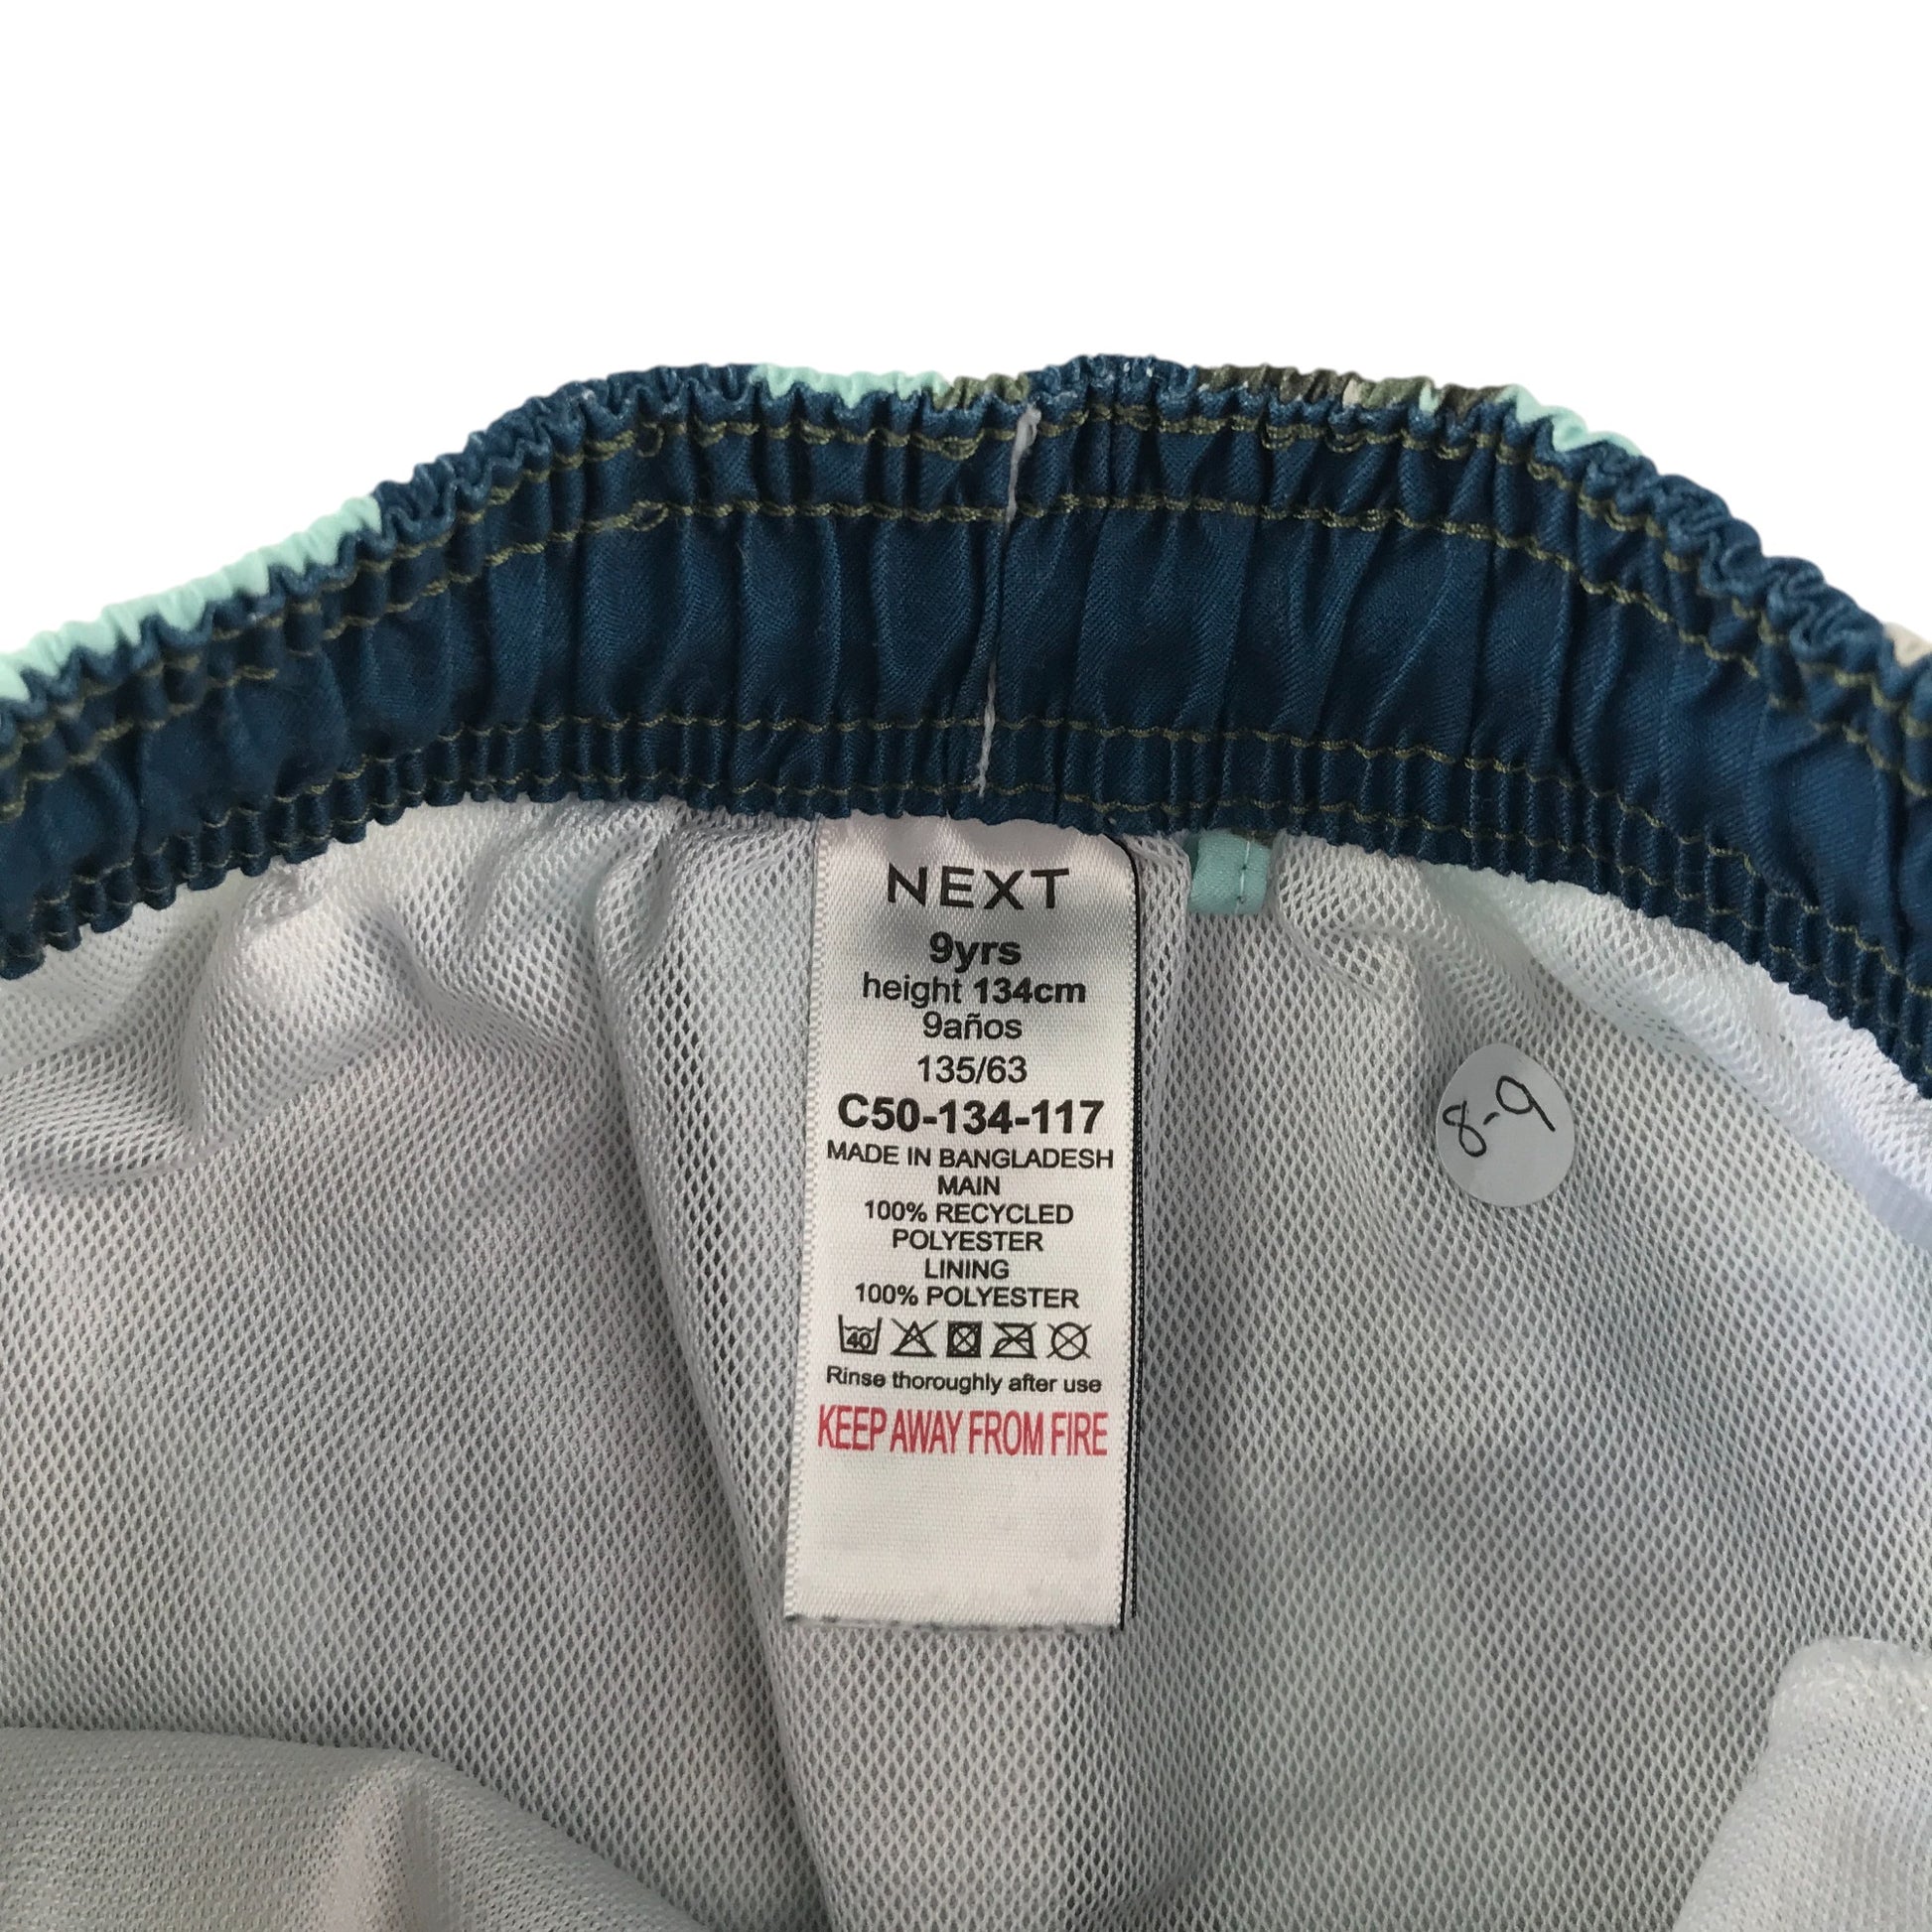 NEXT
9yrs
height 134cm
9años
135/63
C50-134-117
MADE IN BANGLADESH
MAIN
100% RECYCLED
POLYESTER
LINING
100% POLYESTER
40
Rinse thoroughly after use
KEEP AWAY FROM FIRE
8-9